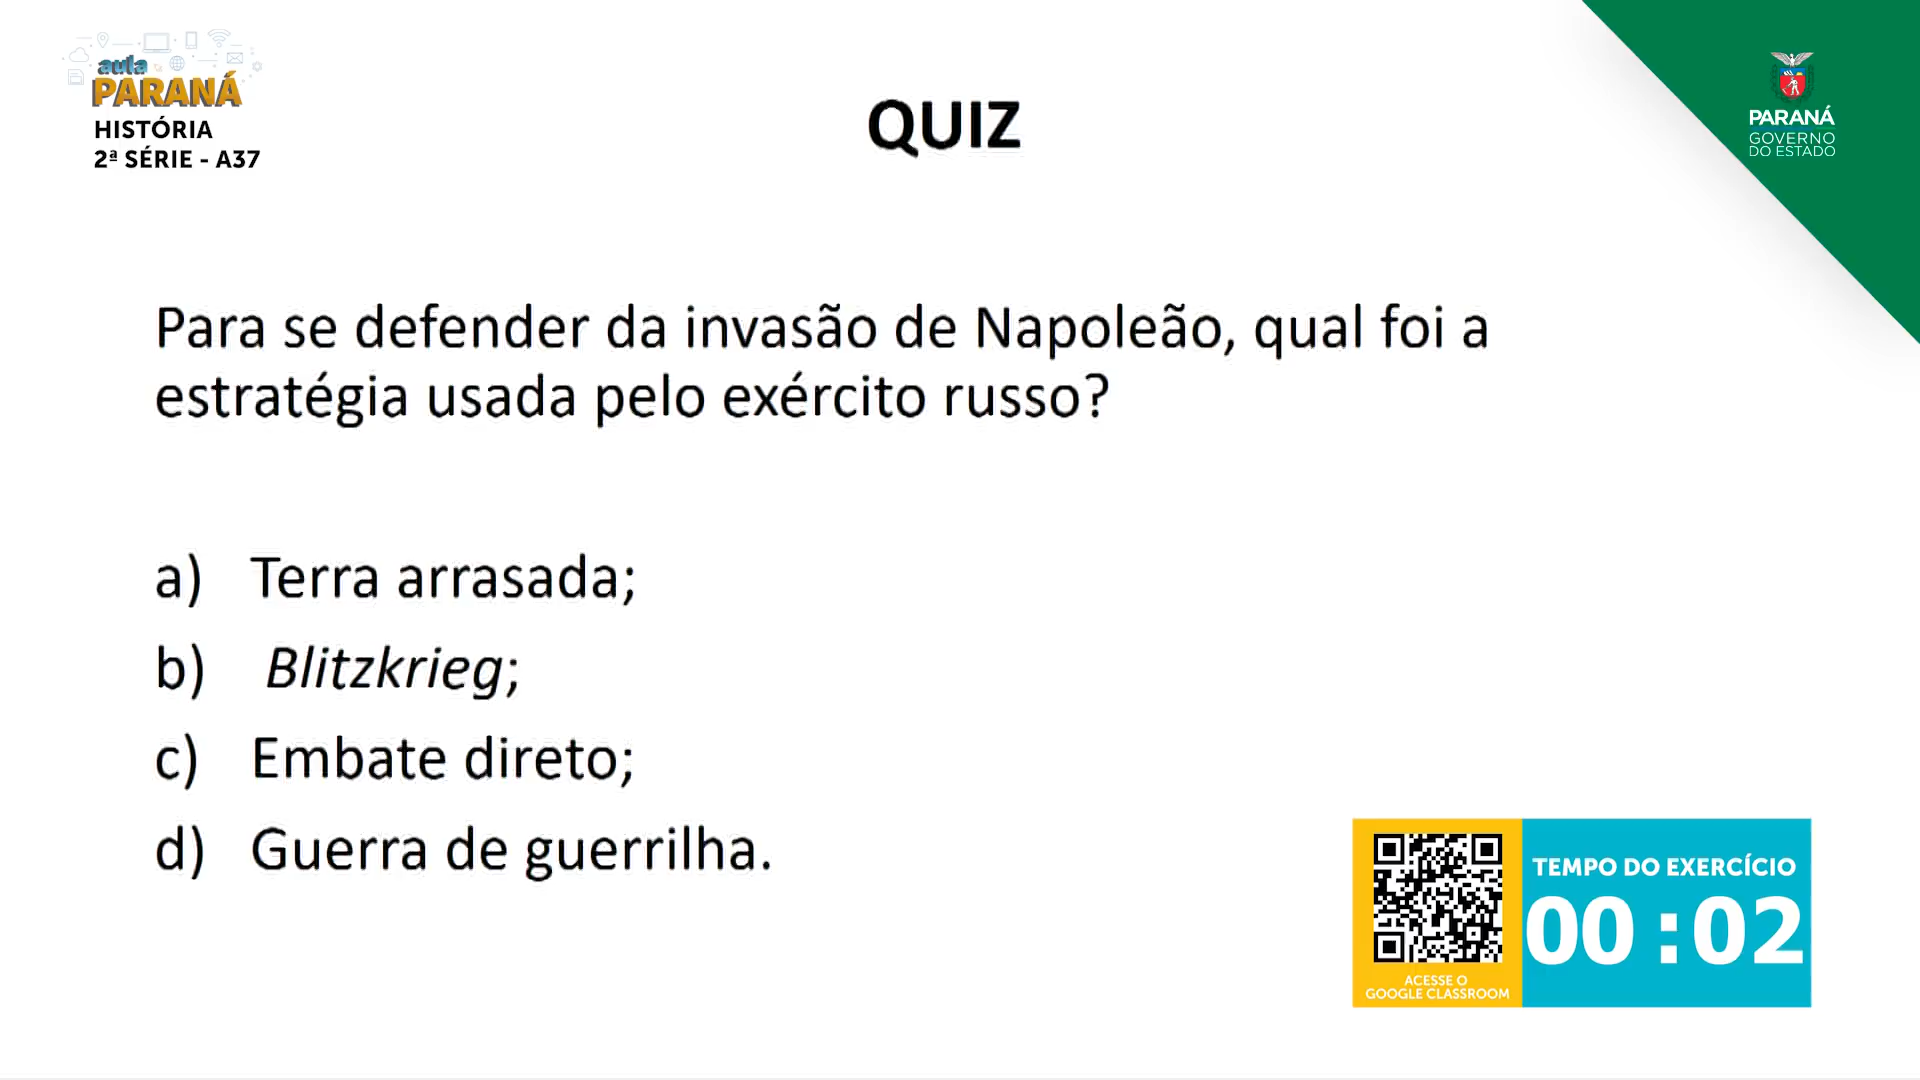 aula
PARANÁ
HISTÓRIA
2ª SÉRIE - A37
QUIZ
PARANÁ
GOVERNO
DO ESTADO
Para se defender da invasão de Napoleão, qual foi a
estratégia usada pelo exército russo?
a) Terra arrasada;
b) Blitzkrieg;
c) Embate direto;
d) Guerra de guerrilha.
ACESSE O
GOOGLE CLASSROOM
TEMPO DO EXERCÍCIO
00 :02